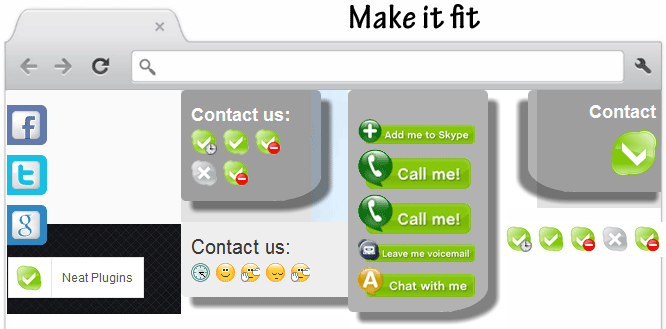 Make it fit
Contact us:
Add me to Skype
Call me!
Call me!
Leave me voicemail
Chat with me
Contact
Contact us:
Neat Plugins